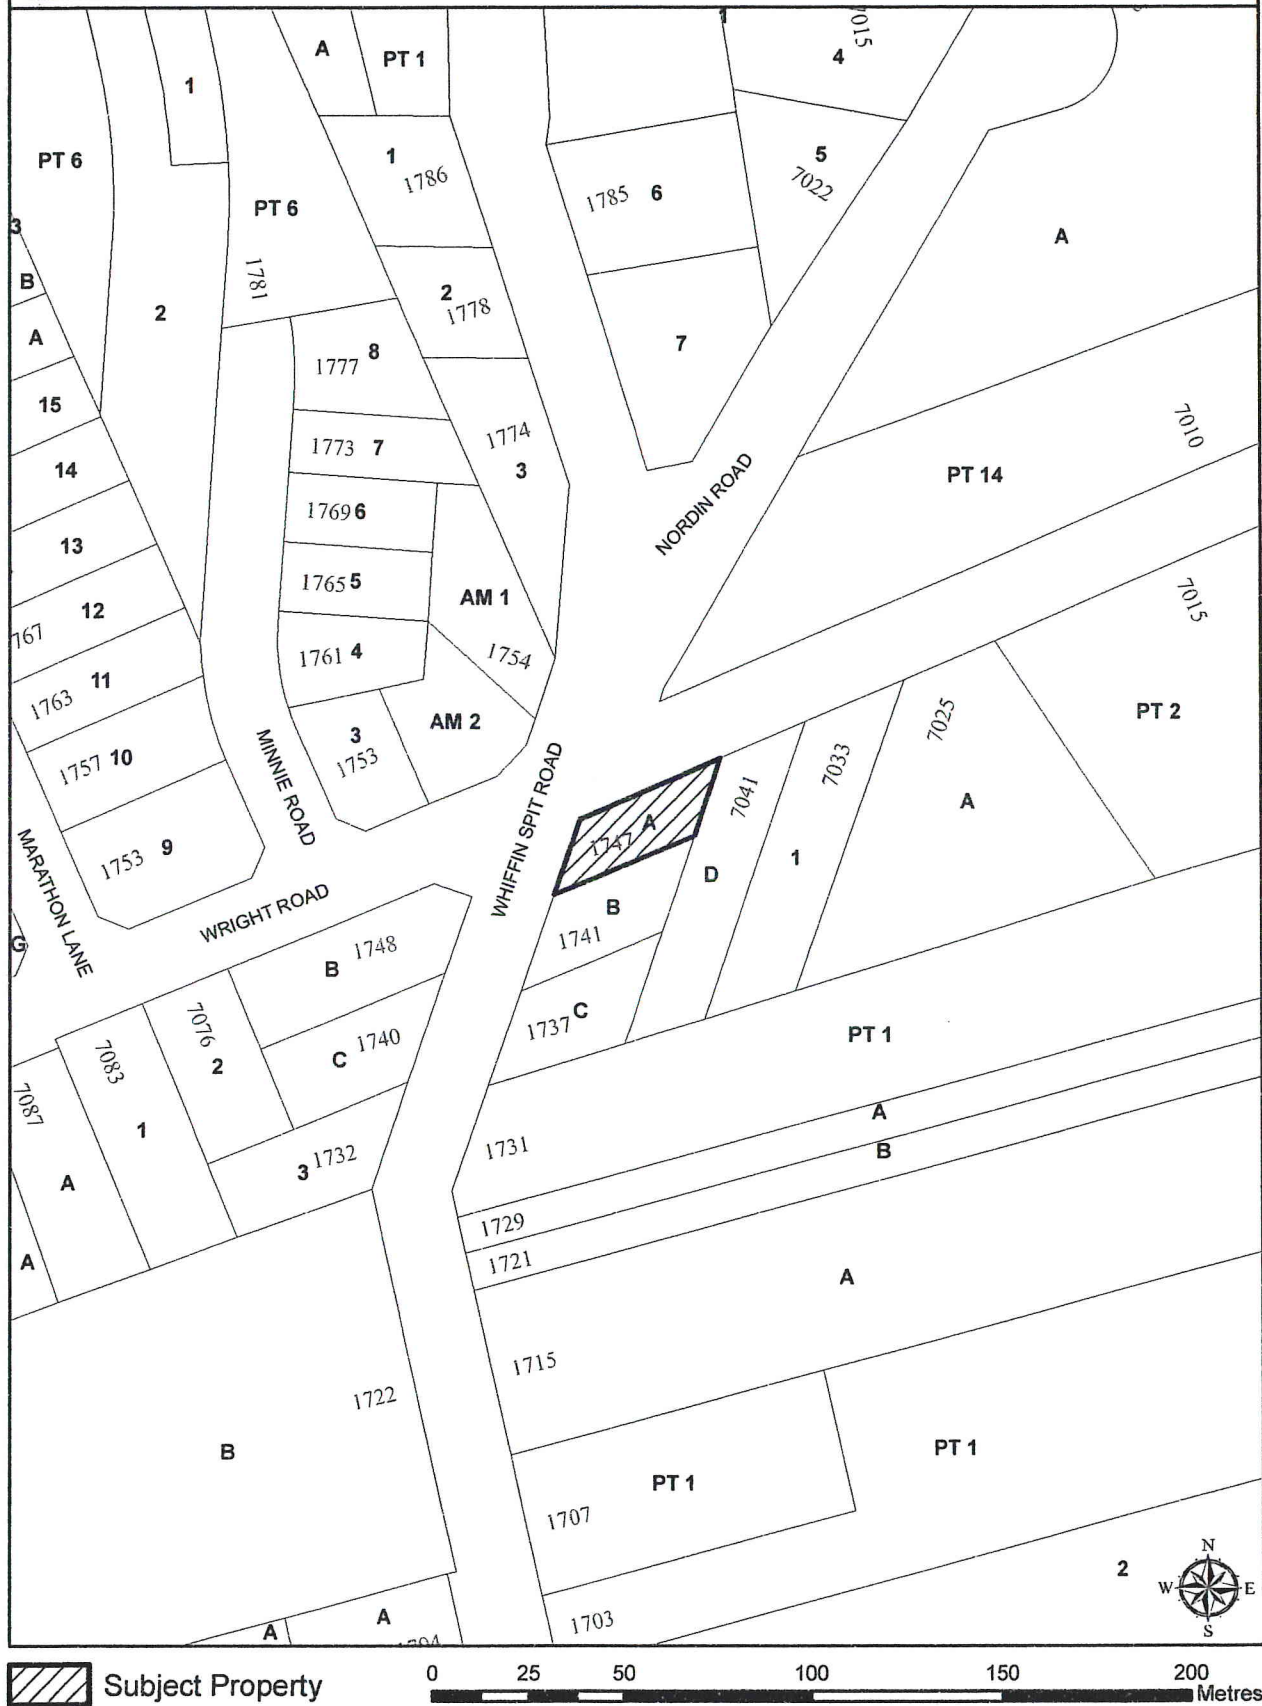 1
7015
A
PT 1
4
1
PT 6
1
1786
5
7022
1785 6
PT 6
3
A
B
1781
2
1778
2
A
8
1777
7
15
7010
1774
1773 7
14
3
PT 14
1769 6
NORDIN ROAD
13
1765 5
AM 1
7015
12
767
1754
1761 4
11
1763
AM 2
7025
PT 2
3
1753
1757 10
MINNIE ROAD
WHIFFIN SPIT ROAD
7033
7041
A
A
1747
1753 9
1
MARATHON LANE
D
WRIGHT ROAD
B
1741
G
B 1748
1737 C
7076
2
C 1740
PT 1
7083
1
7087
A
B
1731
3 1732
A
1729
A
1721
A
1715
1722
B
PT 1
PT 1
1707
2
N
W E
S
A
A
1703
Subject Property
0 25 50 100 150 200
Metres